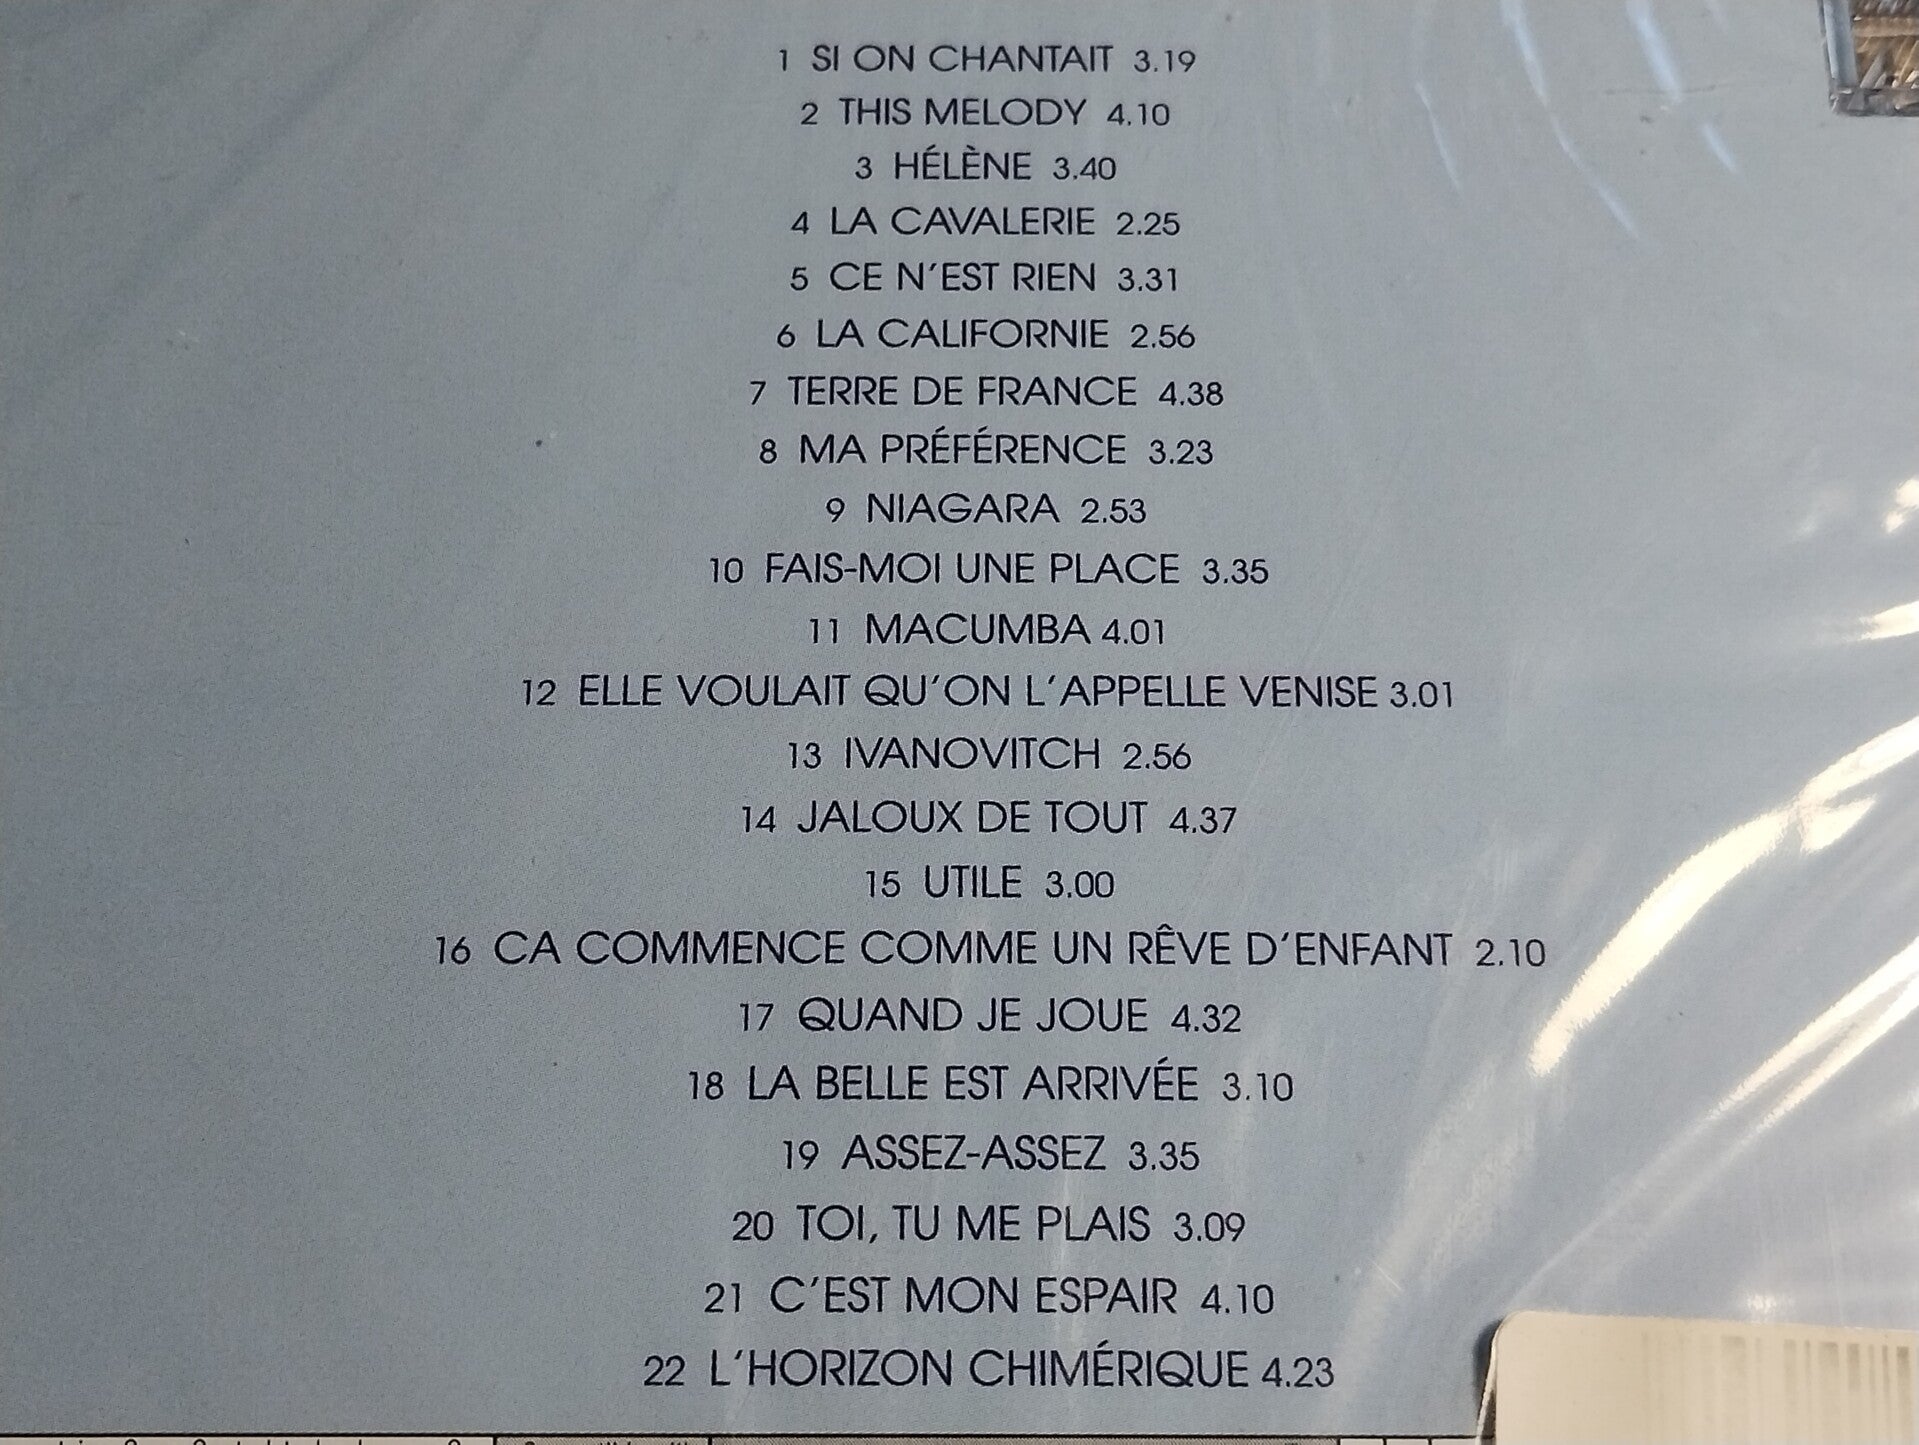 1 SI ON CHANTAIT 3.19
2 THIS MELODY 4.10
3 HÉLÈNE 3.40
4 LA CAVALERIE 2.25
5 CE N'EST RIEN 3.31
6 LA CALIFORNIE 2.56
7 TERRE DE FRANCE 4.38
8 MA PRÉFÉRENCE 3.23
9 NIAGARA 2.53
10 FAIS-MOI UNE PLACE 3.35
11 MACUMBA 4.01
12 ELLE VOULAIT QU'ON L'APPELLE VENISE 3.01
13 IVANOVITCH 2.56
14 JALOUX DE TOUT 4.37
15 UTILE 3.00
16 CA COMMENCE COMME UN RÊVE D'ENFANT 2.10
17 QUAND JE JOUE 4.32
18 LA BELLE EST ARRIVÉE 3.10
19 ASSEZ-ASSEZ 3.35
20 TOI, TU ME PLAIS 3.09
21 C'EST MON ESPAIR 4.10
22 L'HORIZON CHIMÉRIQUE 4.23